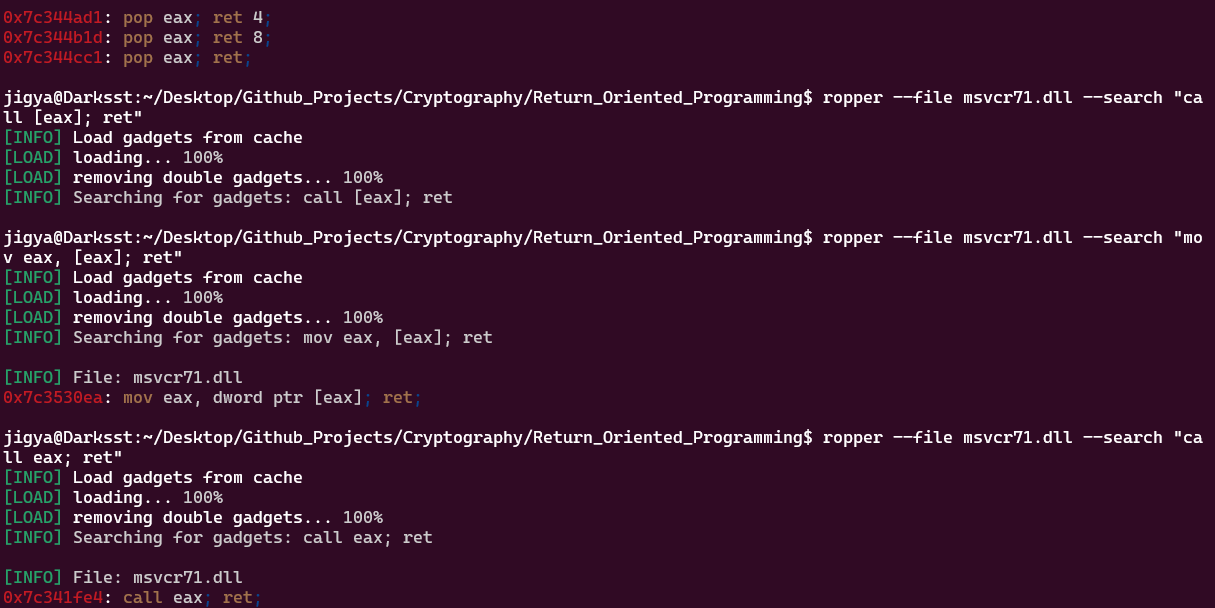 0x7c344ad1: pop eax; ret 4;
0x7c344b1d: pop eax; ret 8;
0x7c344cc1: pop eax; ret;
jigya@Darksst:~/Desktop/Github_Projects/Cryptography/Return_Oriented_Programming$ ropper --file msvcr71.dll --search "ca
ll [eax]; ret"
[INFO] Load gadgets from cache
[LOAD] loading... 100%
[LOAD] removing double gadgets... 100%
[INFO] Searching for gadgets: call [eax]; ret
jigya@Darksst:~/Desktop/Github_Projects/Cryptography/Return_Oriented_Programming$ ropper --file msvcr71.dll --search "mo
v eax, [eax]; ret"
[INFO] Load gadgets from cache
[LOAD] loading... 100%
[LOAD] removing double gadgets... 100%
[INFO] Searching for gadgets: mov eax, [eax]; ret
[INFO] File: msvcr71.dll
0x7c3530ea: mov eax, dword ptr [eax]; ret;
jigya@Darksst:~/Desktop/Github_Projects/Cryptography/Return_Oriented_Programming$ ropper --file msvcr71.dll --search "ca
ll eax; ret"
[INFO] Load gadgets from cache
[LOAD] loading... 100%
[LOAD] removing double gadgets... 100%
[INFO] Searching for gadgets: call eax; ret
[INFO] File: msvcr71.dll
0x7c341fe4: call eax; ret;